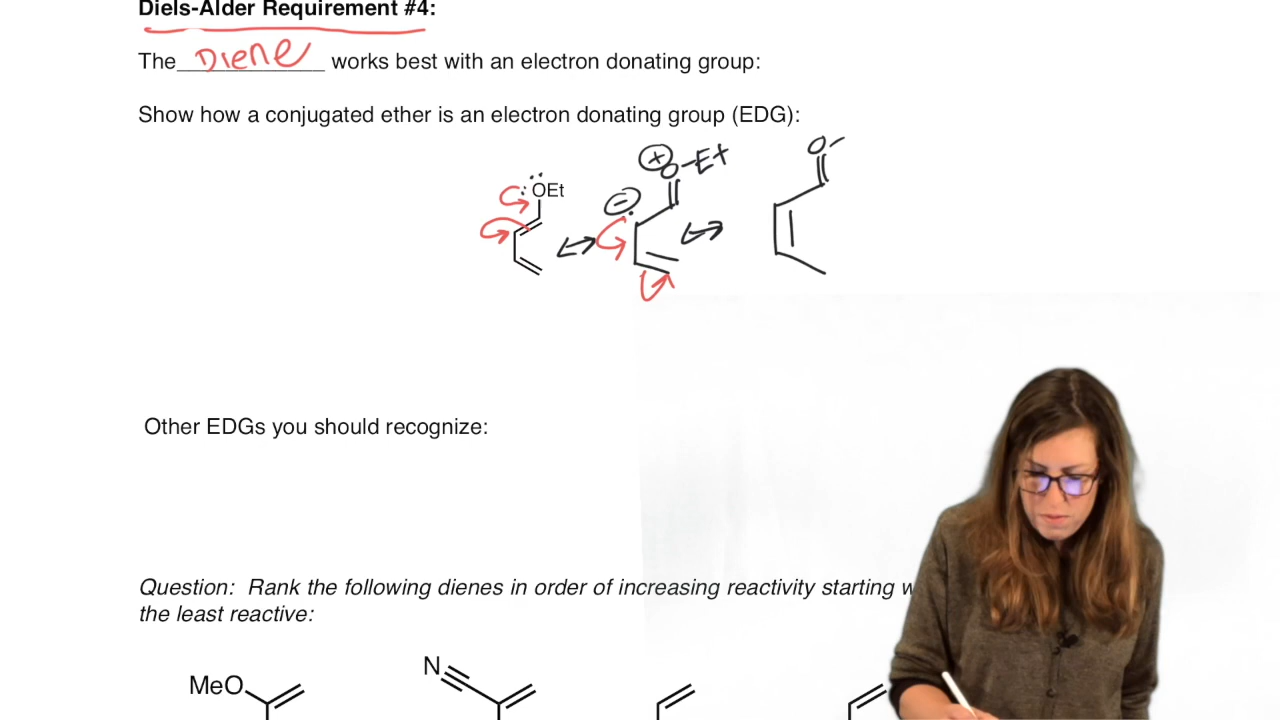 Diels-Alder Requirement #4:
The Diene works best with an electron donating group:
Show how a conjugated ether is an electron donating group (EDG):
⊕
O-Et
O-
:OEt
⊖
Other EDGs you should recognize:
Question: Rank the following dienes in order of increasing reactivity starting
the least reactive:
N
MeO